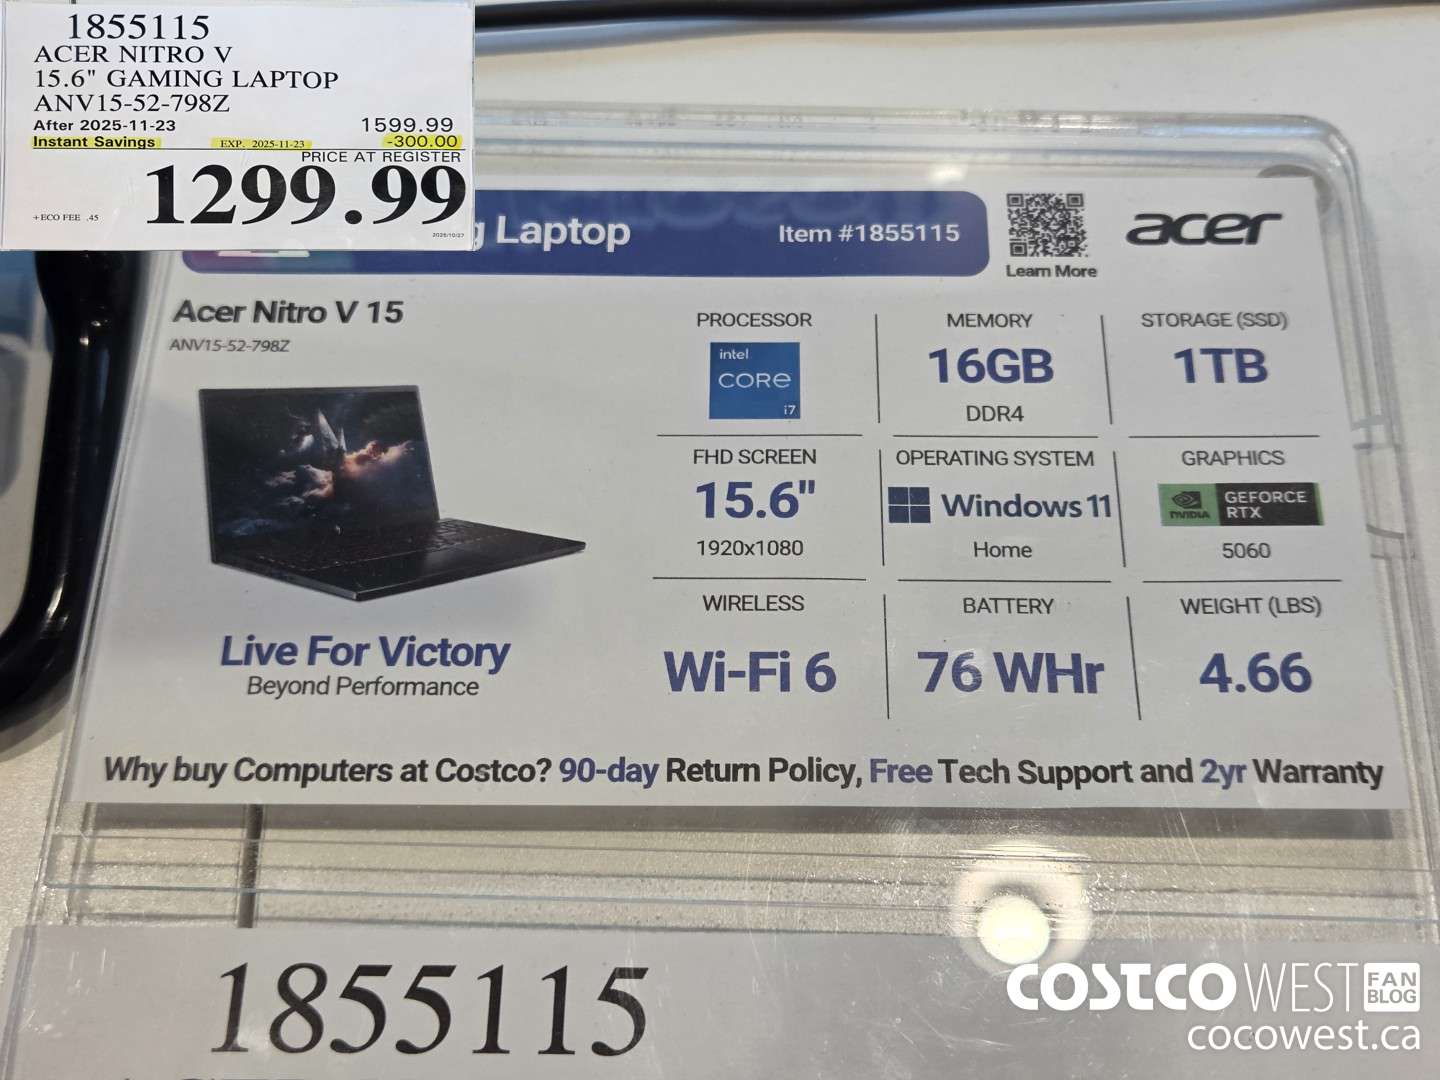 1855115
ACER NITRO V
15.6" GAMING LAPTOP
ANV15-52-798Z
After 2025-11-23 1599.99
Instant Savings EXP. 2025-11-23 -300.00
PRICE AT REGISTER
1299.99
+ECO FEE .45
2025/10/27
g Laptop
Item #1855115
Learn More
acer
Acer Nitro V 15
ANV15-52-798Z
Live For Victory
Beyond Performance
PROCESSOR
intel
CORE
i7
MEMORY
16GB
DDR4
STORAGE (SSD)
1TB
FHD SCREEN
15.6"
1920x1080
OPERATING SYSTEM
Windows 11
Home
GRAPHICS
NVIDIA
GEFORCE
RTX
5060
WIRELESS
Wi-Fi 6
BATTERY
76 WHr
WEIGHT (LBS)
4.66
Why buy Computers at Costco? 90-day Return Policy, Free Tech Support and 2yr Warranty
1855115
COSTCO WEST FAN BLOG
cocowest.ca